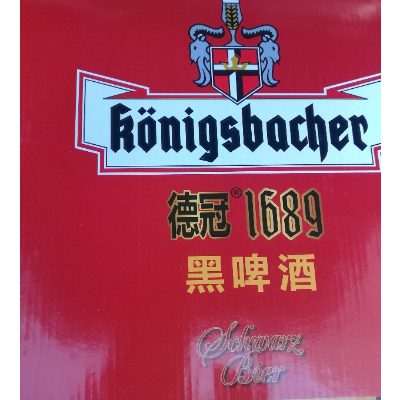 Königsbacher
德冠® 1689
黑啤酒
Schwarz
Bier